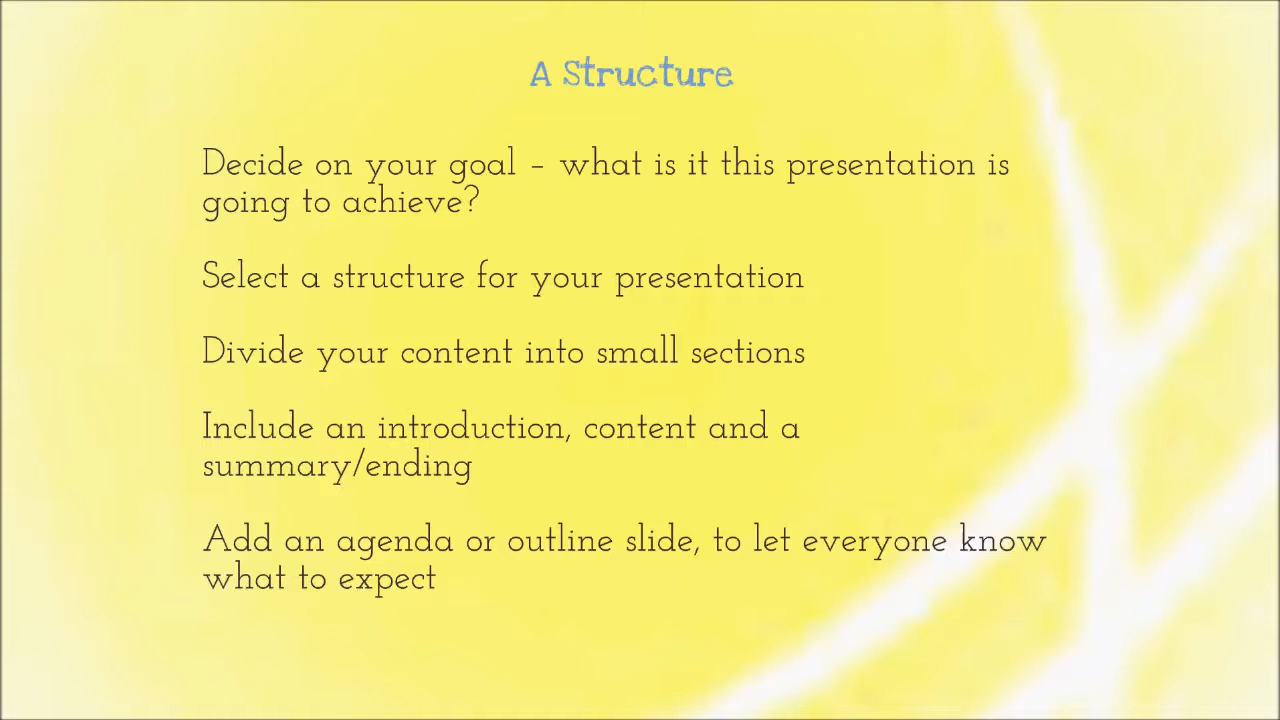 A Structure
Decide on your goal – what is it this presentation is
going to achieve?
Select a structure for your presentation
Divide your content into small sections
Include an introduction, content and a
summary/ending
Add an agenda or outline slide, to let everyone know
what to expect